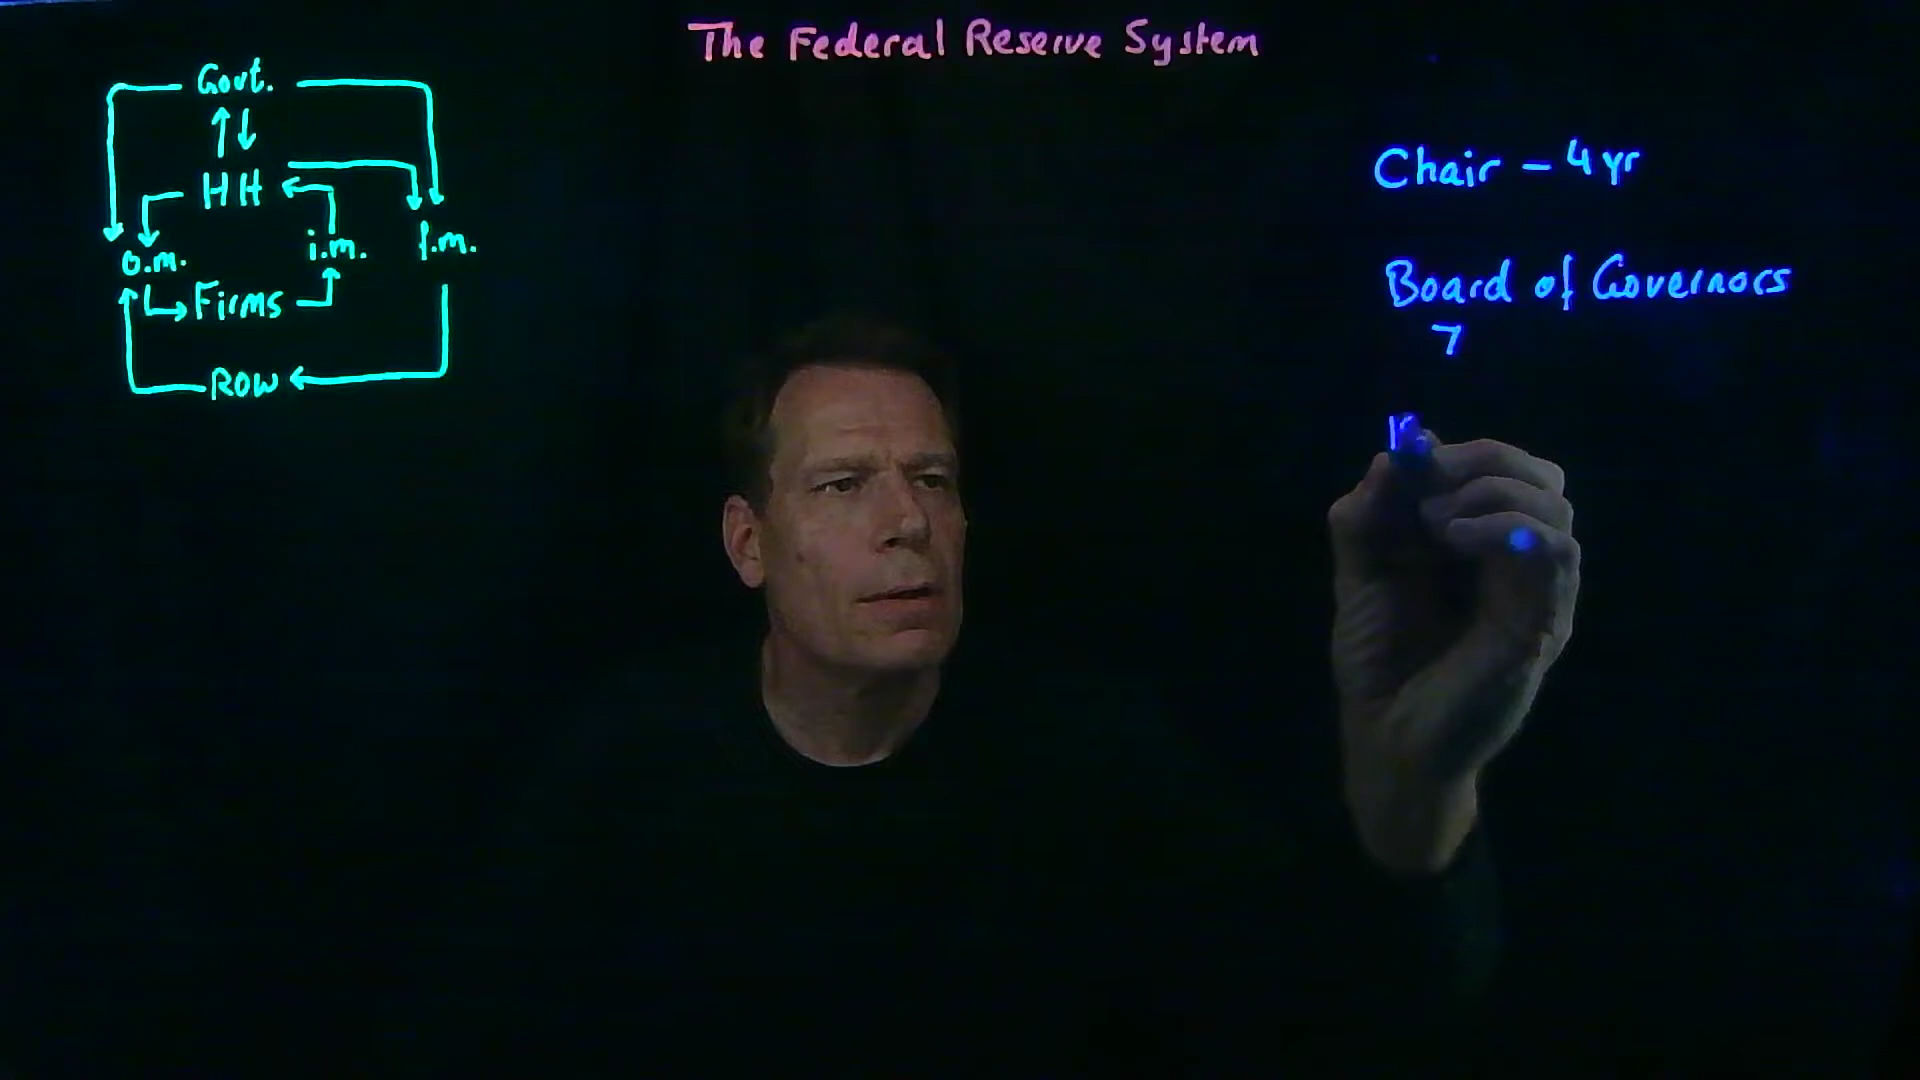 The Federal Reserve System
Govt.
HH
o.m.
i.m.
f.m.
Firms
ROW
Chair - 4 yr
Board of Governors
7